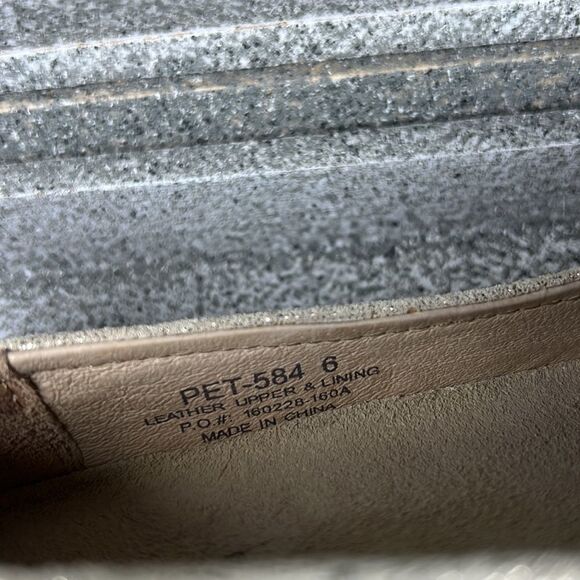 PET-584 6
LEATHER UPPER & LINING
P.O.#: 160228-160A
MADE IN CHINA